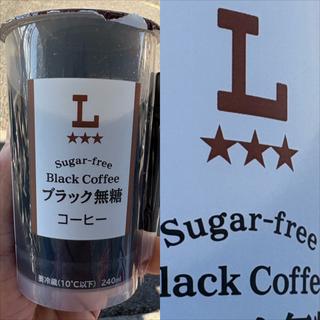 L
★★★
Sugar-free
Black Coffee
ブラック無糖
コーヒー
要冷蔵(10℃以下) 240ml
L
★★★
Sugar-free
lack Coffe